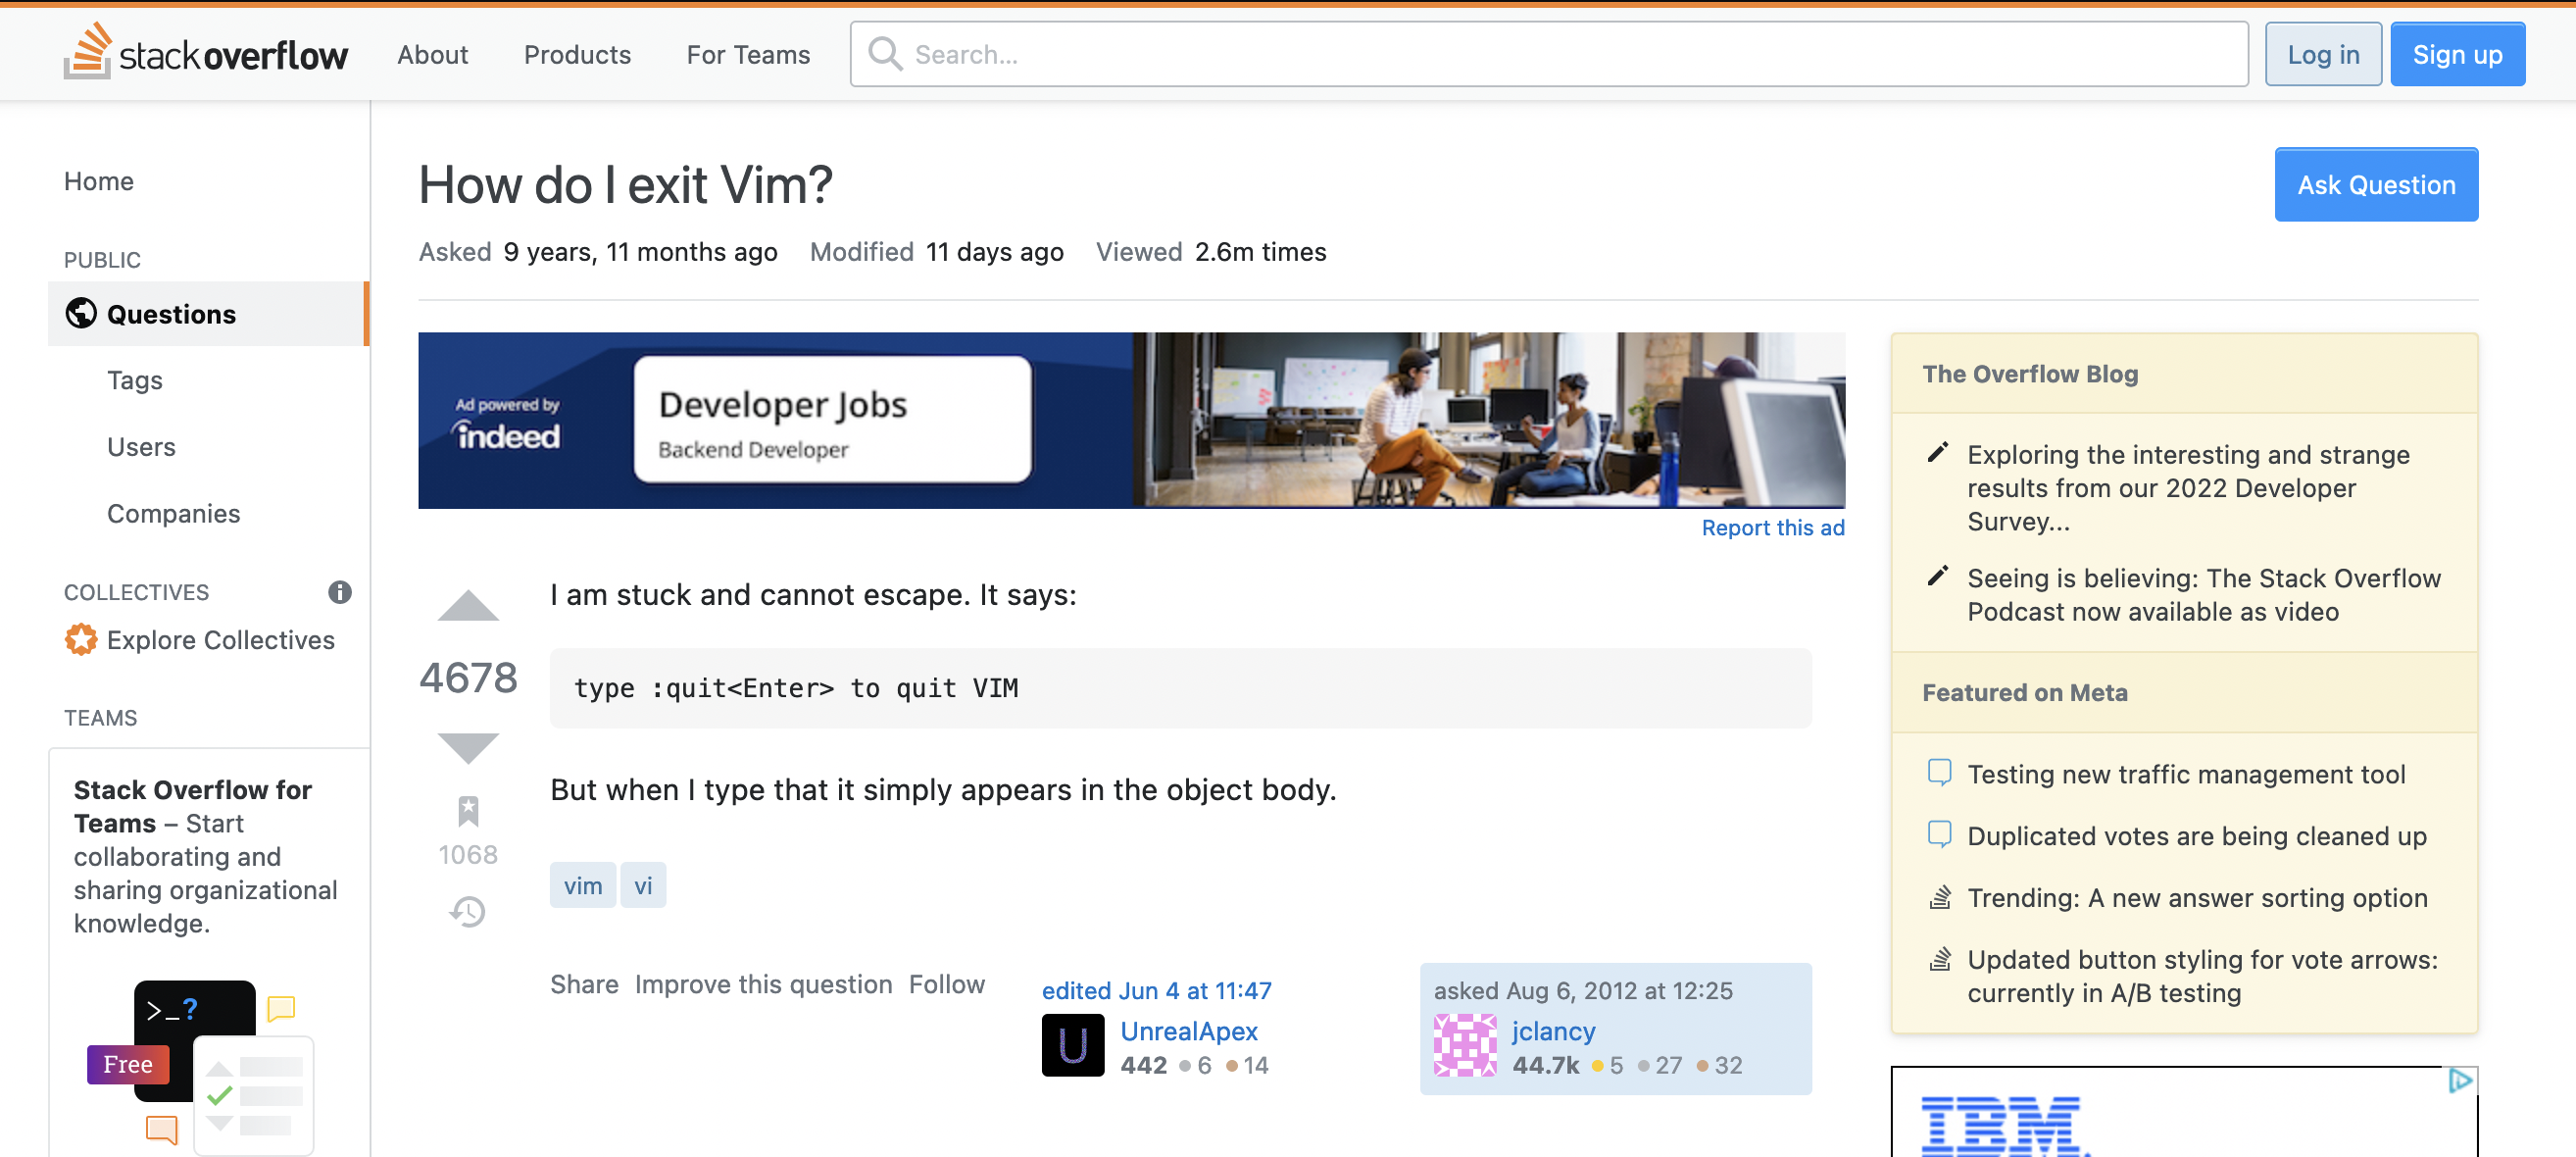 stackoverflow
About
Products
For Teams
Search...
Log in
Sign up
Home
PUBLIC
Questions
Tags
Users
Companies
COLLECTIVES
Explore Collectives
TEAMS
Stack Overflow for
Teams – Start
collaborating and
sharing organizational
knowledge.
>_?
Free
How do I exit Vim?
Ask Question
Asked 9 years, 11 months ago Modified 11 days ago Viewed 2.6m times
Ad powered by
indeed
Developer Jobs
Backend Developer
Report this ad
4678
1068
I am stuck and cannot escape. It says:
type :quit<Enter> to quit VIM
But when I type that it simply appears in the object body.
vim vi
Share Improve this question Follow
edited Jun 4 at 11:47
U
UnrealApex
442 6 14
asked Aug 6, 2012 at 12:25
jclancy
44.7k 5 27 32
The Overflow Blog
Exploring the interesting and strange
results from our 2022 Developer
Survey...
Seeing is believing: The Stack Overflow
Podcast now available as video
Featured on Meta
Testing new traffic management tool
Duplicated votes are being cleaned up
Trending: A new answer sorting option
Updated button styling for vote arrows:
currently in A/B testing
IBM